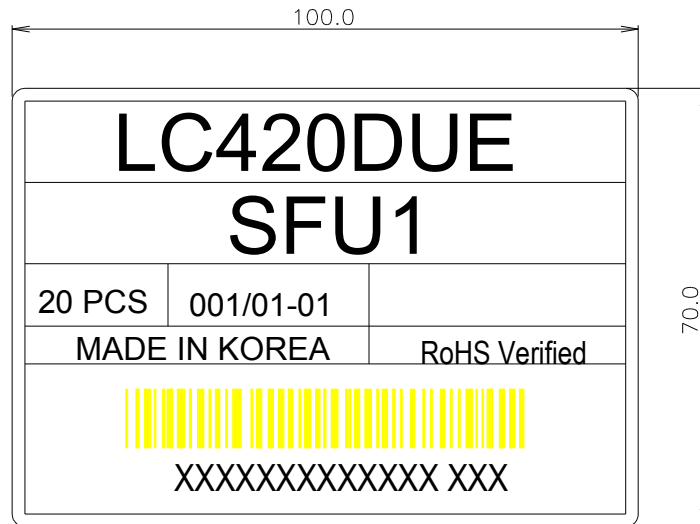 100.0
LC420DUE
SFU1
20 PCS 001/01-01
70.0
MADE IN KOREA RoHS Verified
XXXXXXXXXXXXX XXX